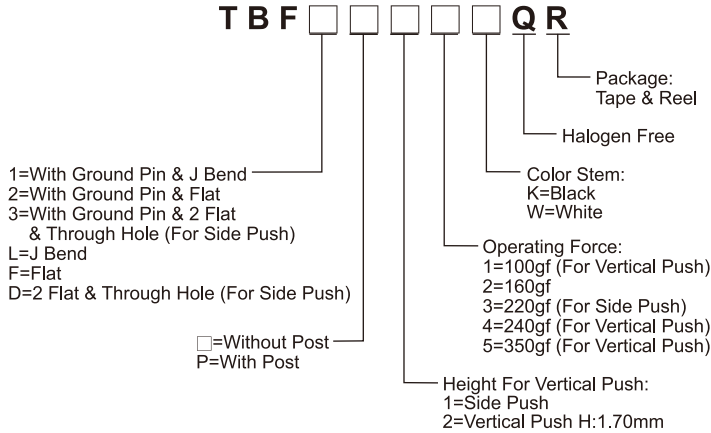 TBF□□□□□QR
Package:
Tape & Reel
Halogen Free
Color Stem:
K=Black
W=White
Operating Force:
1=100gf (For Vertical Push)
2=160gf
3=220gf (For Side Push)
4=240gf (For Vertical Push)
5=350gf (For Vertical Push)
Height For Vertical Push:
1=Side Push
2=Vertical Push H:1.70mm
1=With Ground Pin & J Bend
2=With Ground Pin & Flat
3=With Ground Pin & 2 Flat
& Through Hole (For Side Push)
L=J Bend
F=Flat
D=2 Flat & Through Hole (For Side Push)
□=Without Post
P=With Post